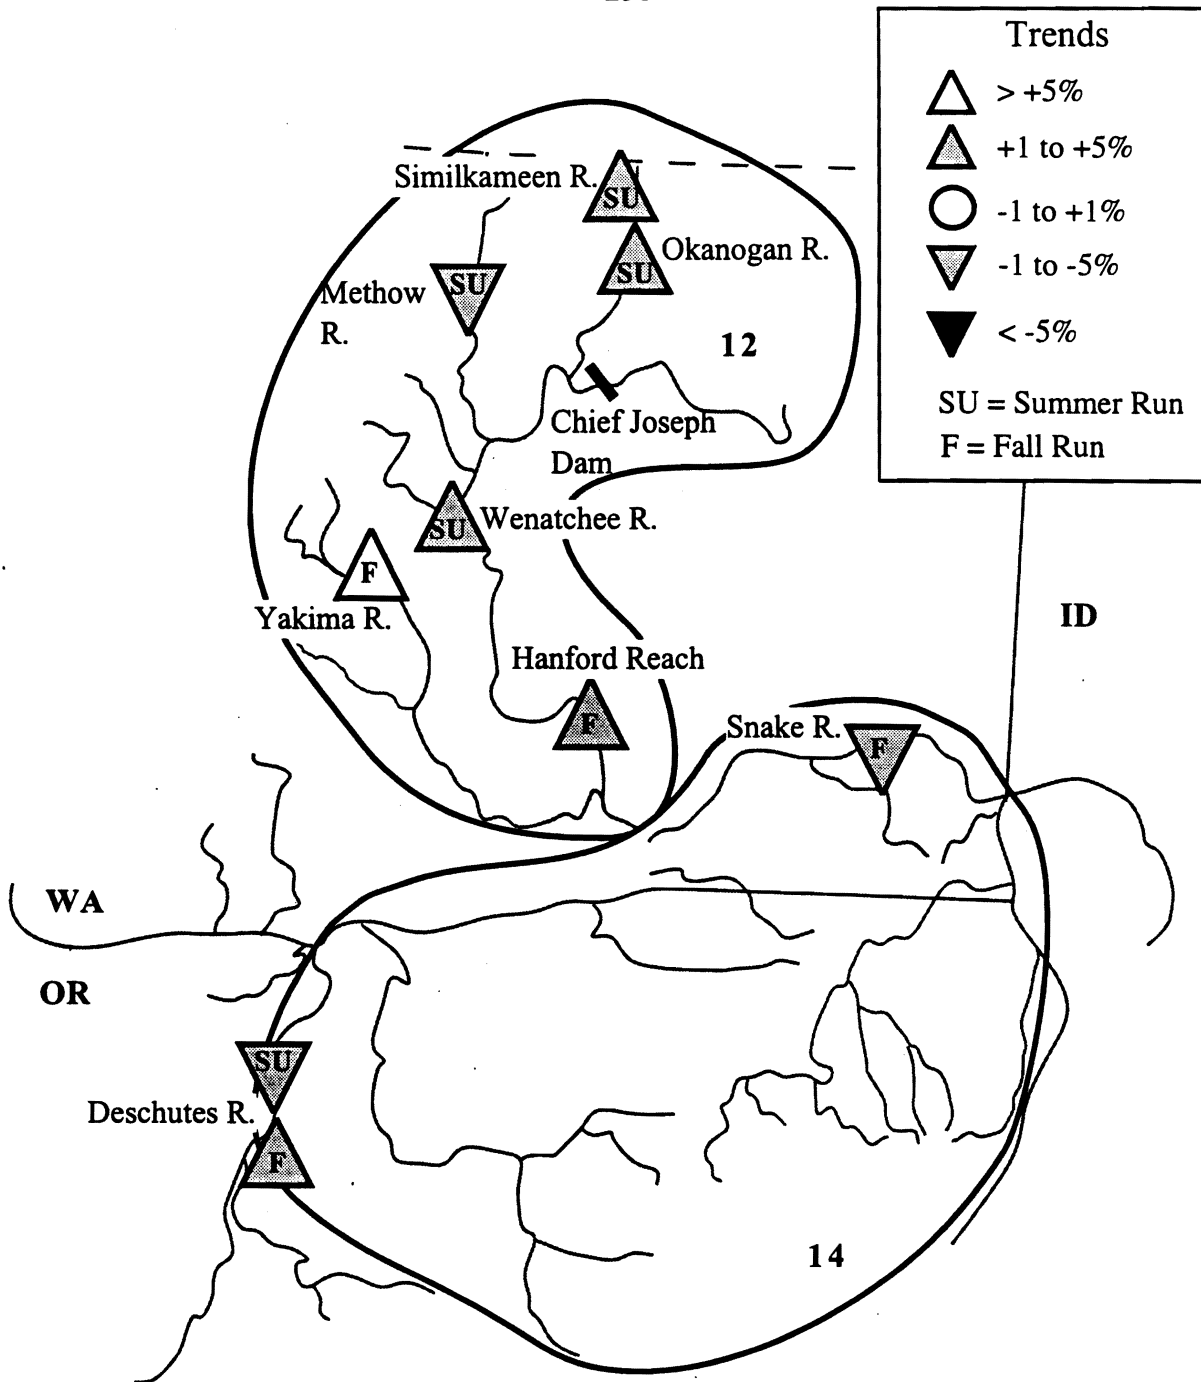 Trends
> +5%
+1 to +5%
-1 to +1%
-1 to -5%
< -5%
SU = Summer Run
F = Fall Run
Similkameen R.
SU
Okanogan R.
SU
Methow
R.
SU
12
Chief Joseph
Dam
Wenatchee R.
SU
F
Yakima R.
ID
Hanford Reach
F
Snake R.
F
WA
OR
SU
Deschutes R.
F
14